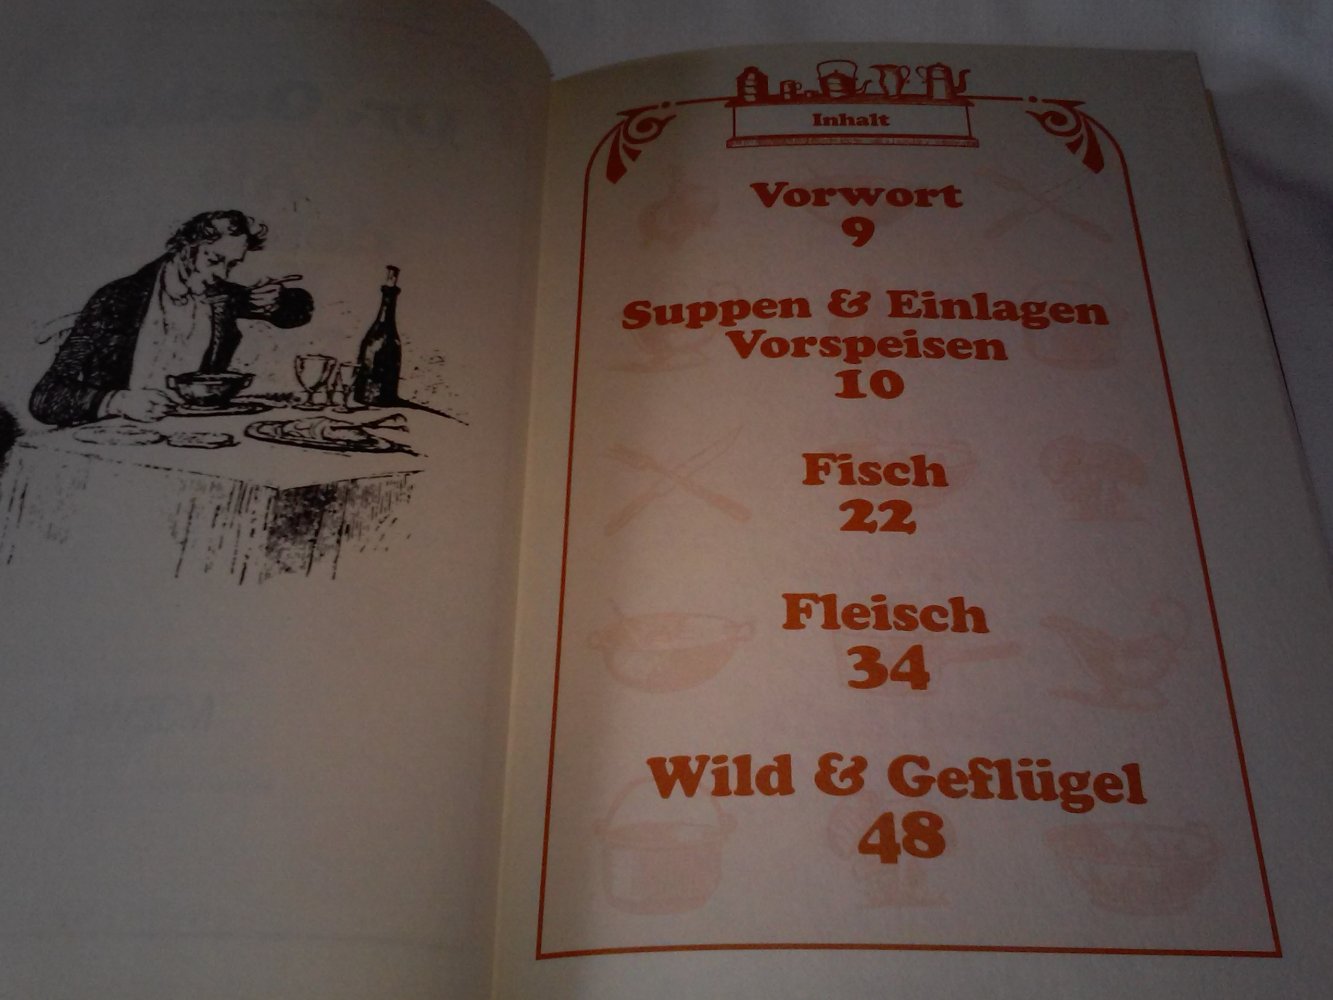 Inhalt
Vorwort
9
Suppen & Einlagen
Vorspeisen
10
Fisch
22
Fleisch
34
Wild & Geflügel
48